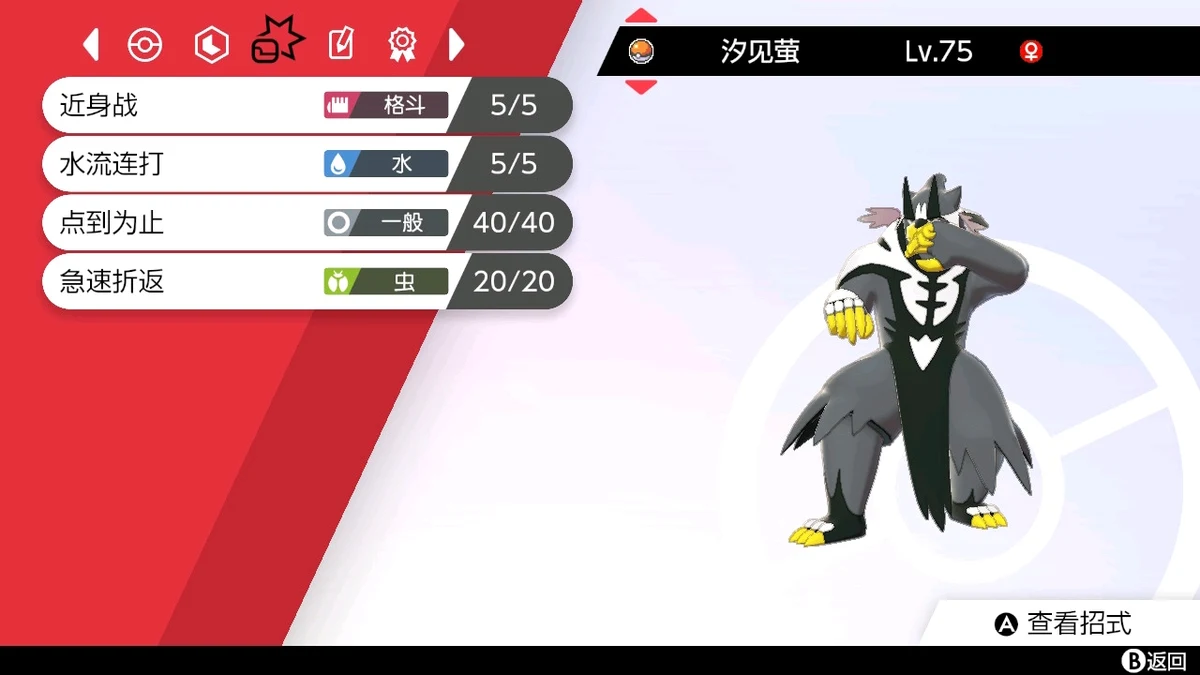 汐见萤 Lv.75
近身战 格斗 5/5
水流连打 水 5/5
点到为止 一般 40/40
急速折返 虫 20/20
A 查看招式
B 返回